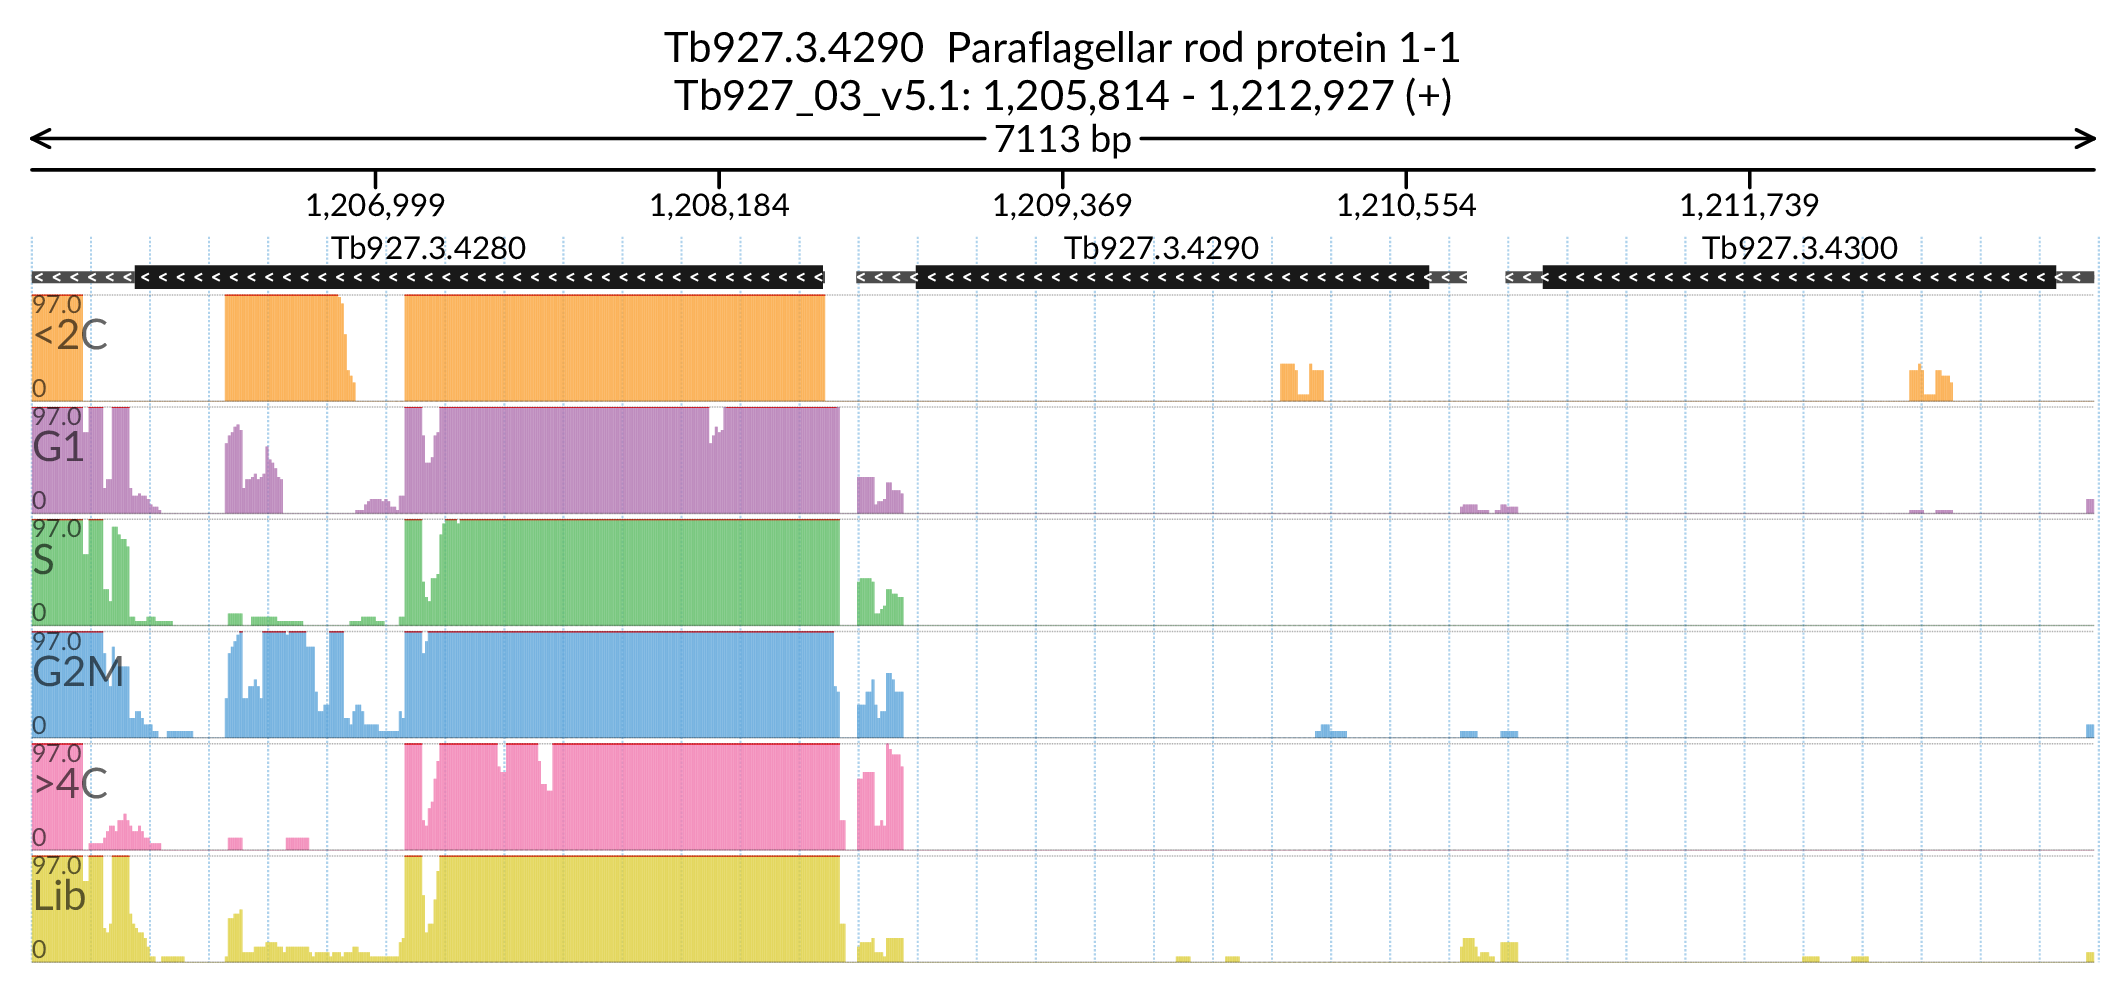 Tb927.3.4290 Paraflagellar rod protein 1-1
Tb927_03_v5.1: 1,205,814 - 1,212,927 (+)
7113 bp
1,206,999 1,208,184 1,209,369 1,210,554 1,211,739
Tb927.3.4280 Tb927.3.4290 Tb927.3.4300
97.0
<2C
0
97.0
G1
0
97.0
S
0
97.0
G2M
0
97.0
>4C
0
97.0
Lib
0